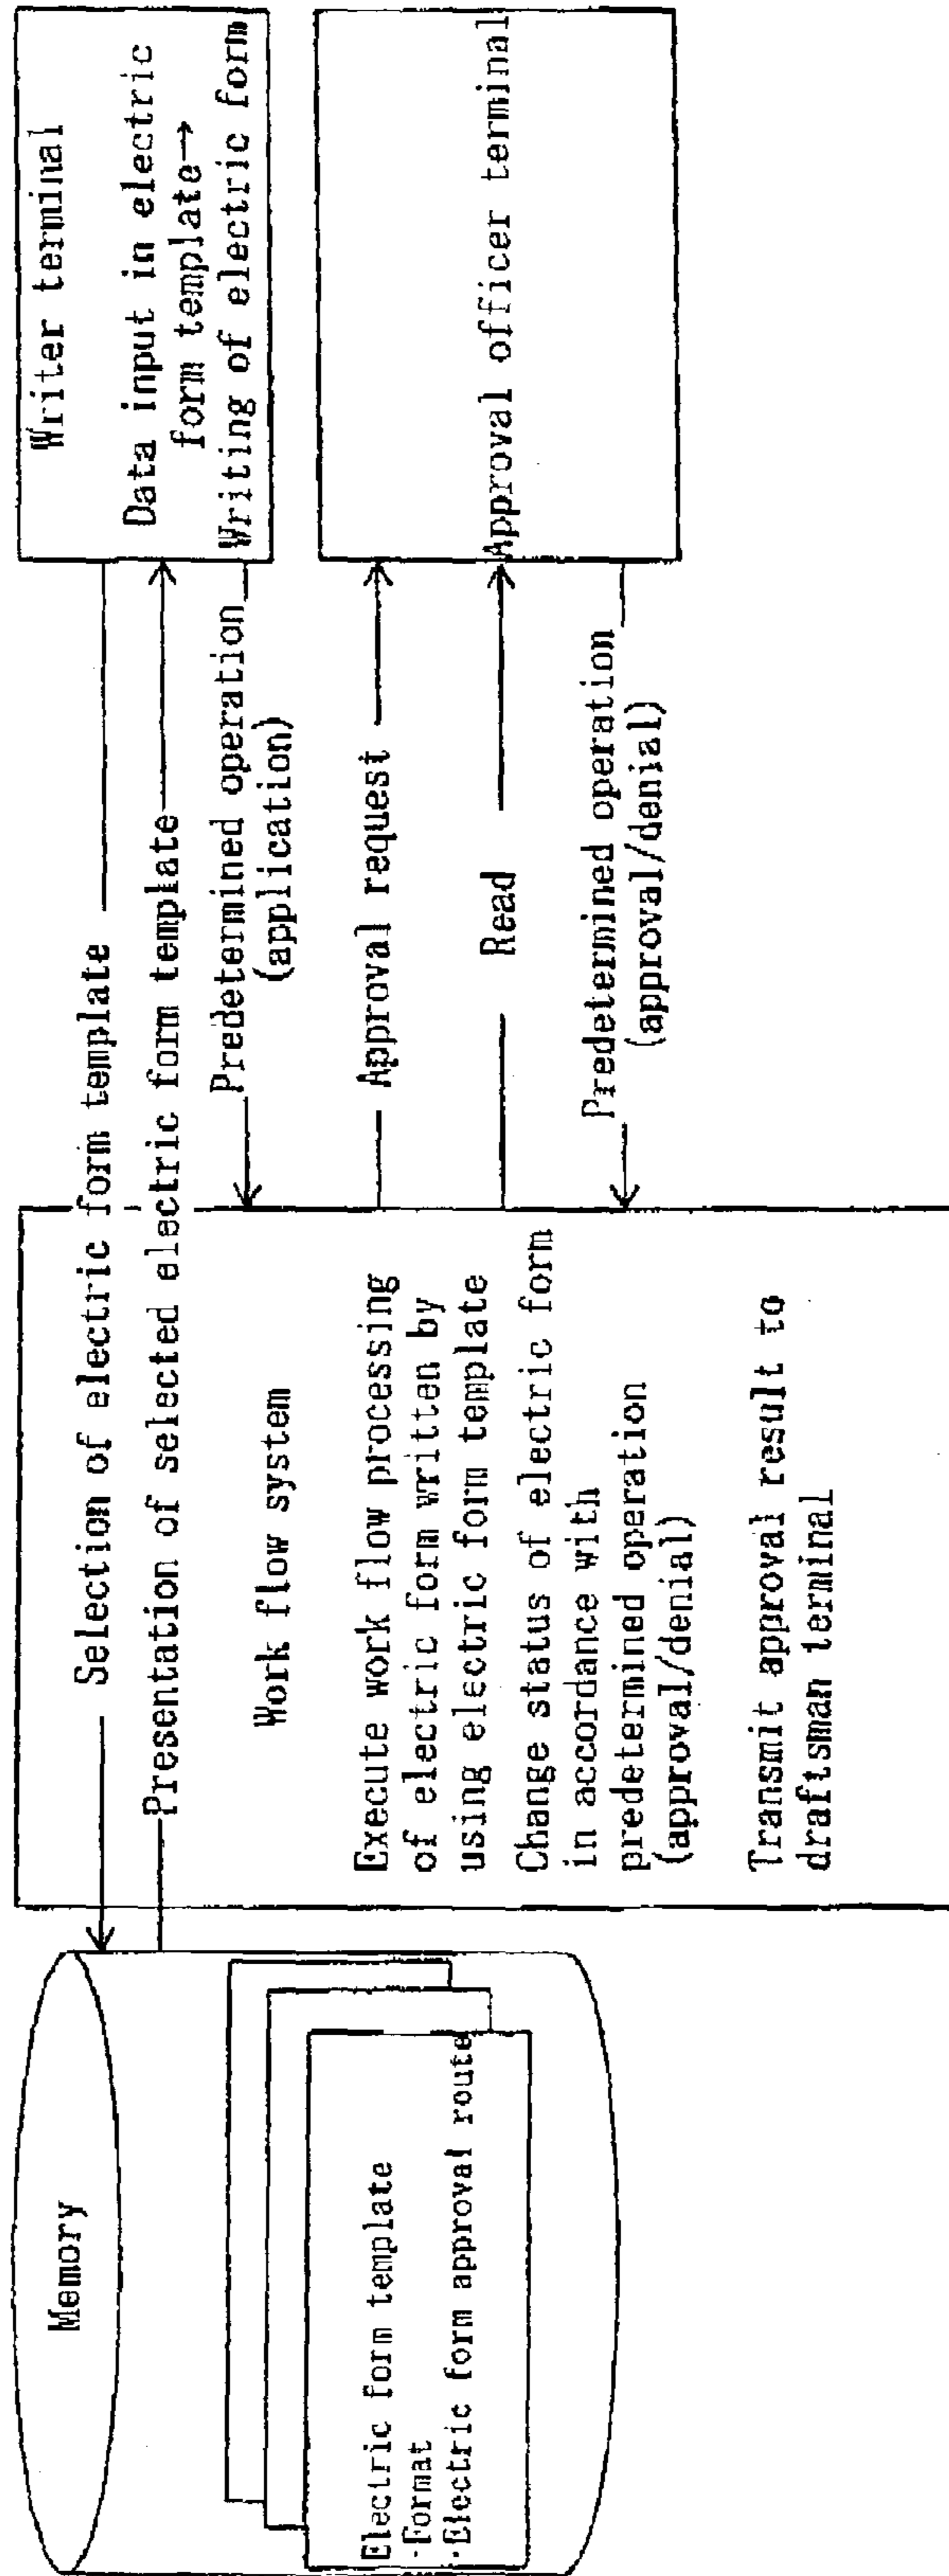 Memory
Electric form template
·Format
·Electric form approval route
Selection of electric form template
Presentation of selected electric form template
Work flow system
Execute work flow processing
of electric form written by
using electric form template
Change status of electric form
in accordance with
predetermined operation
(approval/denial)
Transmit approval result to
draftsman terminal
Predetermined operation
(application)
Approval request
Read
Predetermined operation
(approval/denial)
Writer terminal
Data input in electric
form template→
Writing of electric form
Approval officer terminal